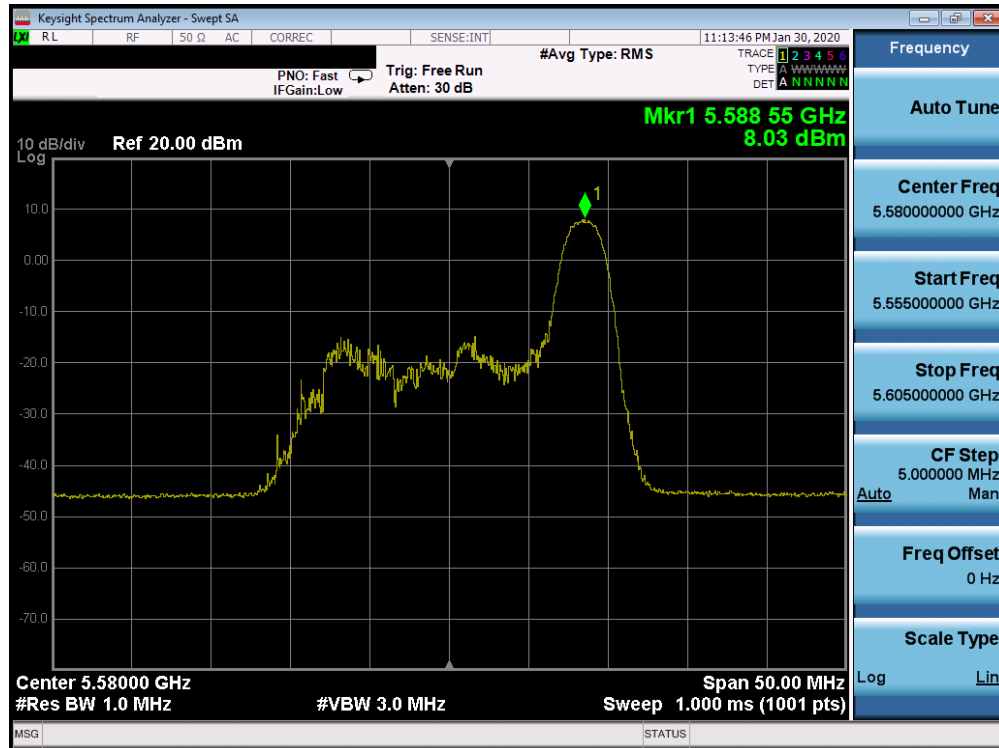 Keysight Spectrum Analyzer - Swept SA
LXI RL RF 50 Ω AC CORREC SENSE:INT 11:13:46 PM Jan 30, 2020
#Avg Type: RMS
TRACE 1 2 3 4 5 6
TYPE A WWWWW
DET A N N N N N
PNO: Fast
IFGain:Low
Trig: Free Run
Atten: 30 dB
Mkr1 5.588 55 GHz
8.03 dBm
10 dB/div Ref 20.00 dBm
Log
1
10.0
0.00
-10.0
-20.0
-30.0
-40.0
-50.0
-60.0
-70.0
Center 5.58000 GHz Span 50.00 MHz
#Res BW 1.0 MHz #VBW 3.0 MHz Sweep 1.000 ms (1001 pts)
MSG STATUS
Frequency
Auto Tune
Center Freq
5.580000000 GHz
Start Freq
5.555000000 GHz
Stop Freq
5.605000000 GHz
CF Step
5.000000 MHz
Auto Man
Freq Offset
0 Hz
Scale Type
Log Lin